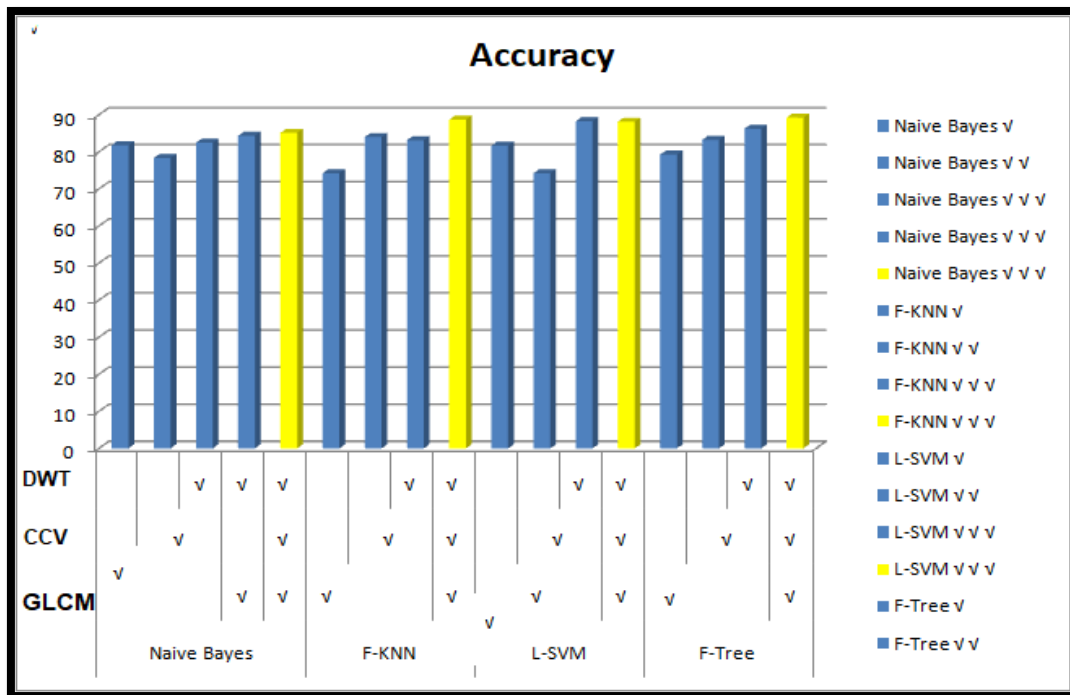 √
Accuracy
90
80
70
60
50
40
30
20
10
0
DWT √ √ √ √ √ √ √ √ √
CCV √ √ √ √ √ √ √ √
GLCM √ √ √ √ √ √ √ √ √ √
Naive Bayes F-KNN L-SVM F-Tree
Naive Bayes √
Naive Bayes √ √
Naive Bayes √ √ √
Naive Bayes √ √ √
Naive Bayes √ √ √
F-KNN √
F-KNN √ √
F-KNN √ √ √
F-KNN √ √ √
L-SVM √
L-SVM √ √
L-SVM √ √ √
L-SVM √ √ √
F-Tree √
F-Tree √ √